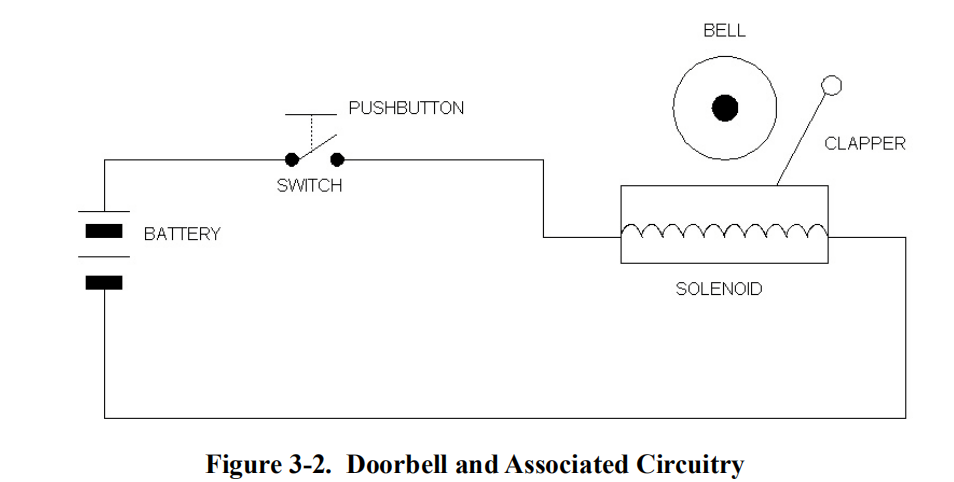 BELL
PUSHBUTTON
CLAPPER
SWITCH
BATTERY
SOLENOID
Figure 3-2. Doorbell and Associated Circuitry